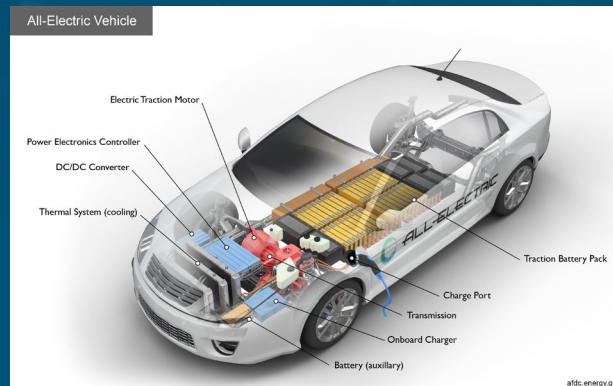 All-Electric Vehicle
Electric Traction Motor
Power Electronics Controller
DC/DC Converter
Thermal System (cooling)
ALL-ELECTRIC
Traction Battery Pack
Charge Port
Transmission
Onboard Charger
Battery (auxillary)
afdc.energy.g